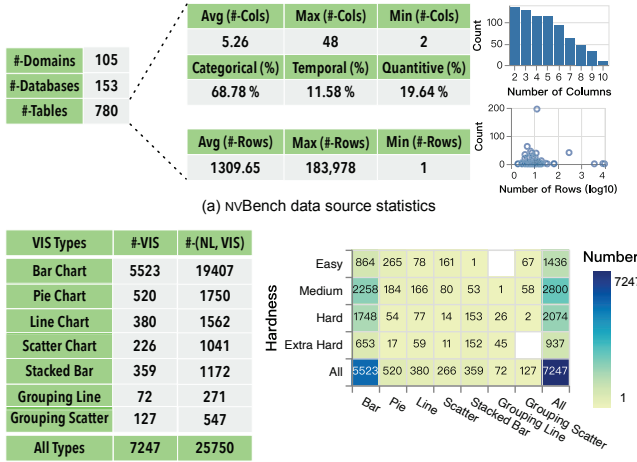 #-Domains 105
#-Databases 153
#-Tables 780
Avg (#-Cols) Max (#-Cols) Min (#-Cols)
5.26 48 2
Categorical (%) Temporal (%) Quantitive (%)
68.78 % 11.58 % 19.64 %
Avg (#-Rows) Max (#-Rows) Min (#-Rows)
1309.65 183,978 1
Count
100
50
0
2 3 4 5 6 7 8 9 10
Number of Columns
Count
200
150
100
50
0
0 1 2 3 4
Number of Rows (log10)
(a) NVBench data source statistics
VIS Types #-VIS #-(NL, VIS)
Bar Chart 5523 19407
Pie Chart 520 1750
Line Chart 380 1562
Scatter Chart 226 1041
Stacked Bar 359 1172
Grouping Line 72 271
Grouping Scatter 127 547
All Types 7247 25750
Hardness
Easy 864 265 78 161 1 67 1436
Medium 2258 184 166 80 53 1 58 2800
Hard 1748 54 77 14 153 26 2 2074
Extra Hard 653 17 59 11 152 45 937
All 5523 520 380 266 359 72 127 7247
Bar Pie Line Scatter Stacked Bar Grouping Line Grouping Scatter All
Number
7247
1